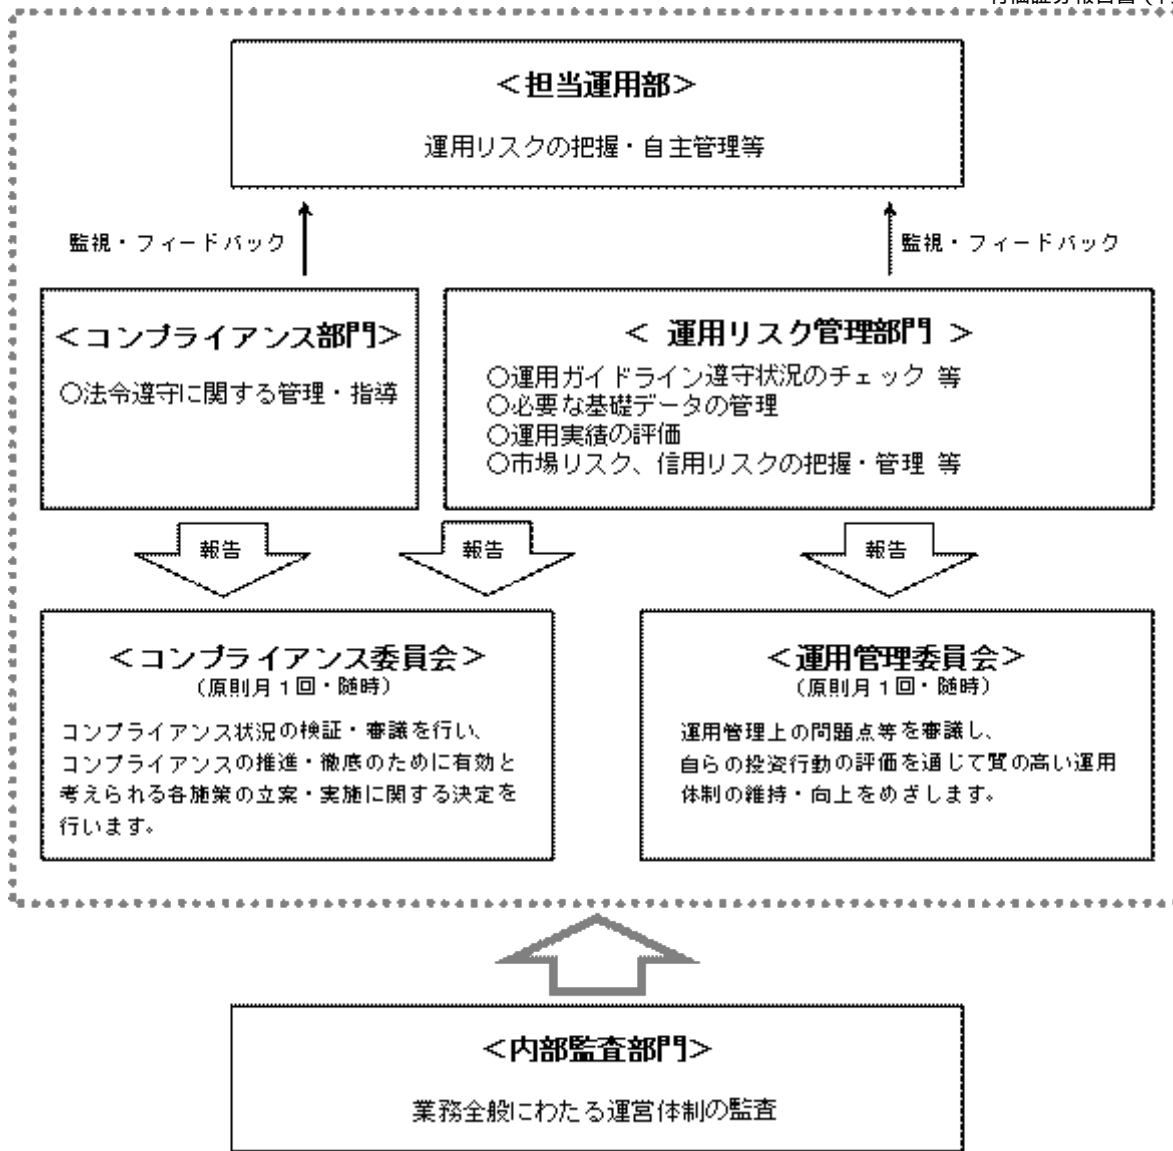 ＜担当運用部＞
運用リスクの把握・自主管理等
監視・フィードバック
監視・フィードバック
＜コンプライアンス部門＞
○法令遵守に関する管理・指導
＜ 運用リスク管理部門 ＞
○運用ガイドライン遵守状況のチェック 等
○必要な基礎データの管理
○運用実績の評価
○市場リスク、信用リスクの把握・管理 等
報告
報告
報告
＜コンプライアンス委員会＞
（原則月１回・随時）
コンプライアンス状況の検証・審議を行い、
コンプライアンスの推進・徹底のために有効と
考えられる各施策の立案・実施に関する決定を
行います。
＜運用管理委員会＞
（原則月１回・随時）
運用管理上の問題点等を審議し、
自らの投資行動の評価を通じて質の高い運用
体制の維持・向上をめざします。
＜内部監査部門＞
業務全般にわたる運営体制の監査